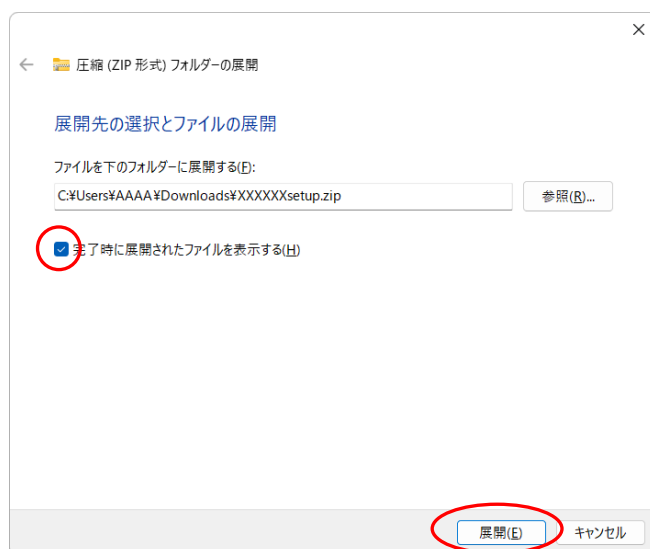 圧縮 (ZIP 形式) フォルダーの展開
展開先の選択とファイルの展開
ファイルを下のフォルダーに展開する(F):
C:¥Users¥AAAA¥Downloads¥XXXXXXsetup.zip
参照(R)...
完了時に展開されたファイルを表示する(H)
展開(E)
キャンセル